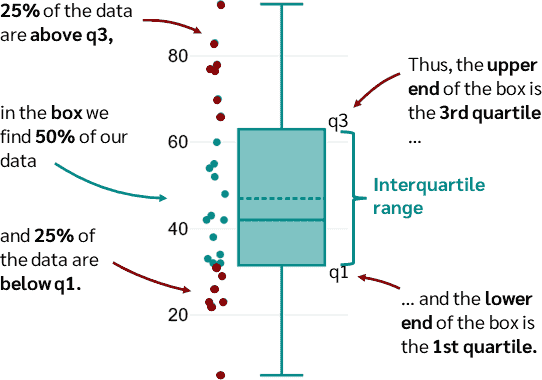 25% of the data
are above q3,
80
Thus, the upper
end of the box is
the 3rd quartile
...
in the box we
find 50% of our
data
q3
60
Interquartile
range
40
and 25% of
the data are
below q1.
q1
... and the lower
end of the box is
the 1st quartile.
20